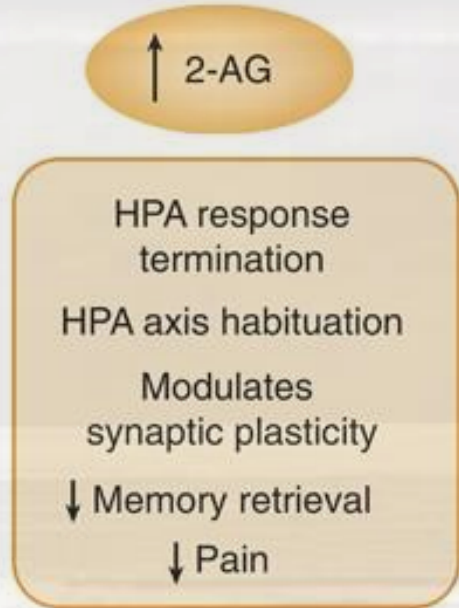 ↑ 2-AG
HPA response
termination
HPA axis habituation
Modulates
synaptic plasticity
↓ Memory retrieval
↓ Pain